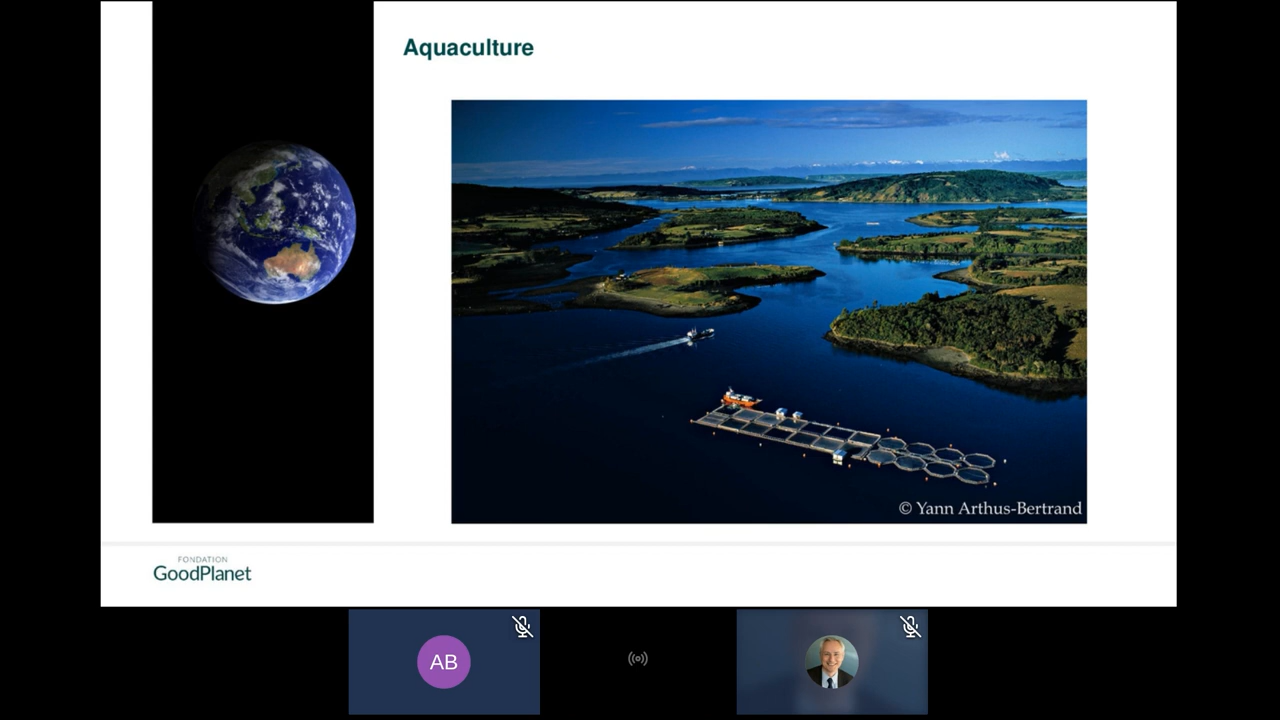 Aquaculture
© Yann Arthus-Bertrand
FONDATION
GoodPlanet
AB